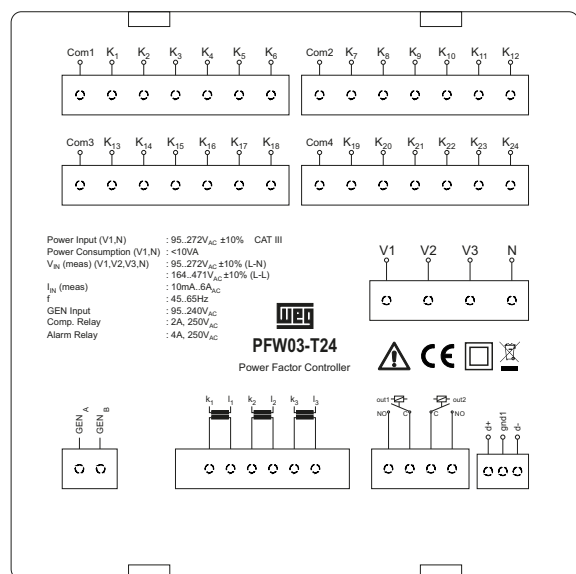 Com1 K1 K2 K3 K4 K5 K6 Com2 K7 K8 K9 K10 K11 K12
Com3 K13 K14 K15 K16 K17 K18 Com4 K19 K20 K21 K22 K23 K24
Power Input (V1,N) : 95..272VAC ±10% CAT III
Power Consumption (V1,N) : <10VA
VIN (meas) (V1,V2,V3,N) : 95..272VAC ±10% (L-N)
: 164..471VAC ±10% (L-L)
IIN (meas) : 10mA..6AAC
f : 45..65Hz
GEN Input : 95..240VAC
Comp. Relay : 2A, 250VAC
Alarm Relay : 4A, 250VAC
V1 V2 V3 N
WEG
PFW03-T24
Power Factor Controller
CE
GEN A GEN B
k1 l1 k2 l2 k3 l3
out1 out2
NO C C NO
d+ gnd1 d-